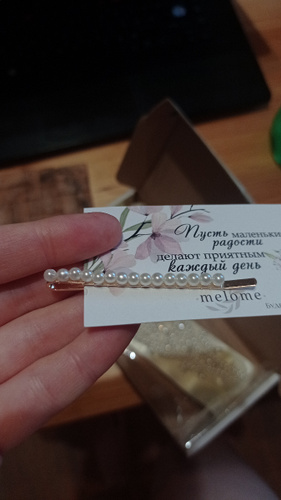 Пусть маленькие
радости
делают приятным
каждый день
melome